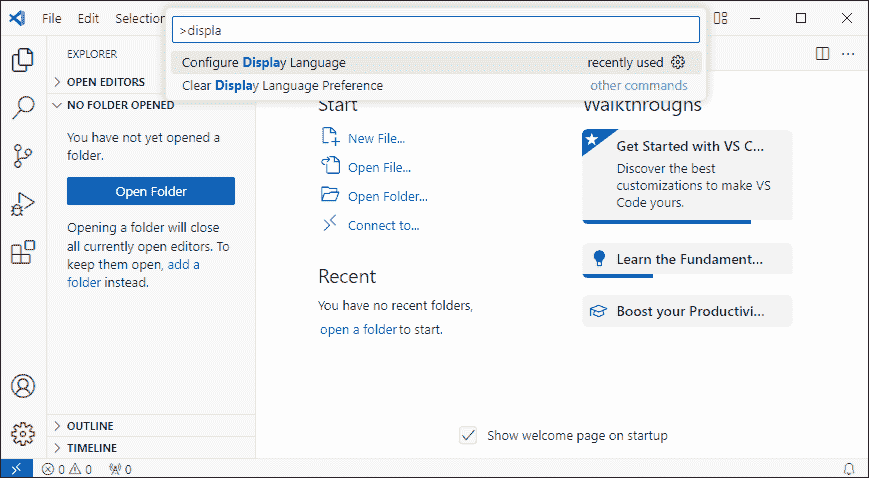 File Edit Selection
>displa
Configure Display Language recently used
Clear Display Language Preference other commands
EXPLORER
OPEN EDITORS
NO FOLDER OPENED
You have not yet opened a
folder.
Open Folder
Opening a folder will close
all currently open editors. To
keep them open, add a
folder instead.
OUTLINE
TIMELINE
Start
New File...
Open File...
Open Folder...
Connect to...
Recent
You have no recent folders,
open a folder to start.
Walkthroughs
Get Started with VS C...
Discover the best
customizations to make VS
Code yours.
Learn the Fundament...
Boost your Productivi...
Show welcome page on startup
0 0 0